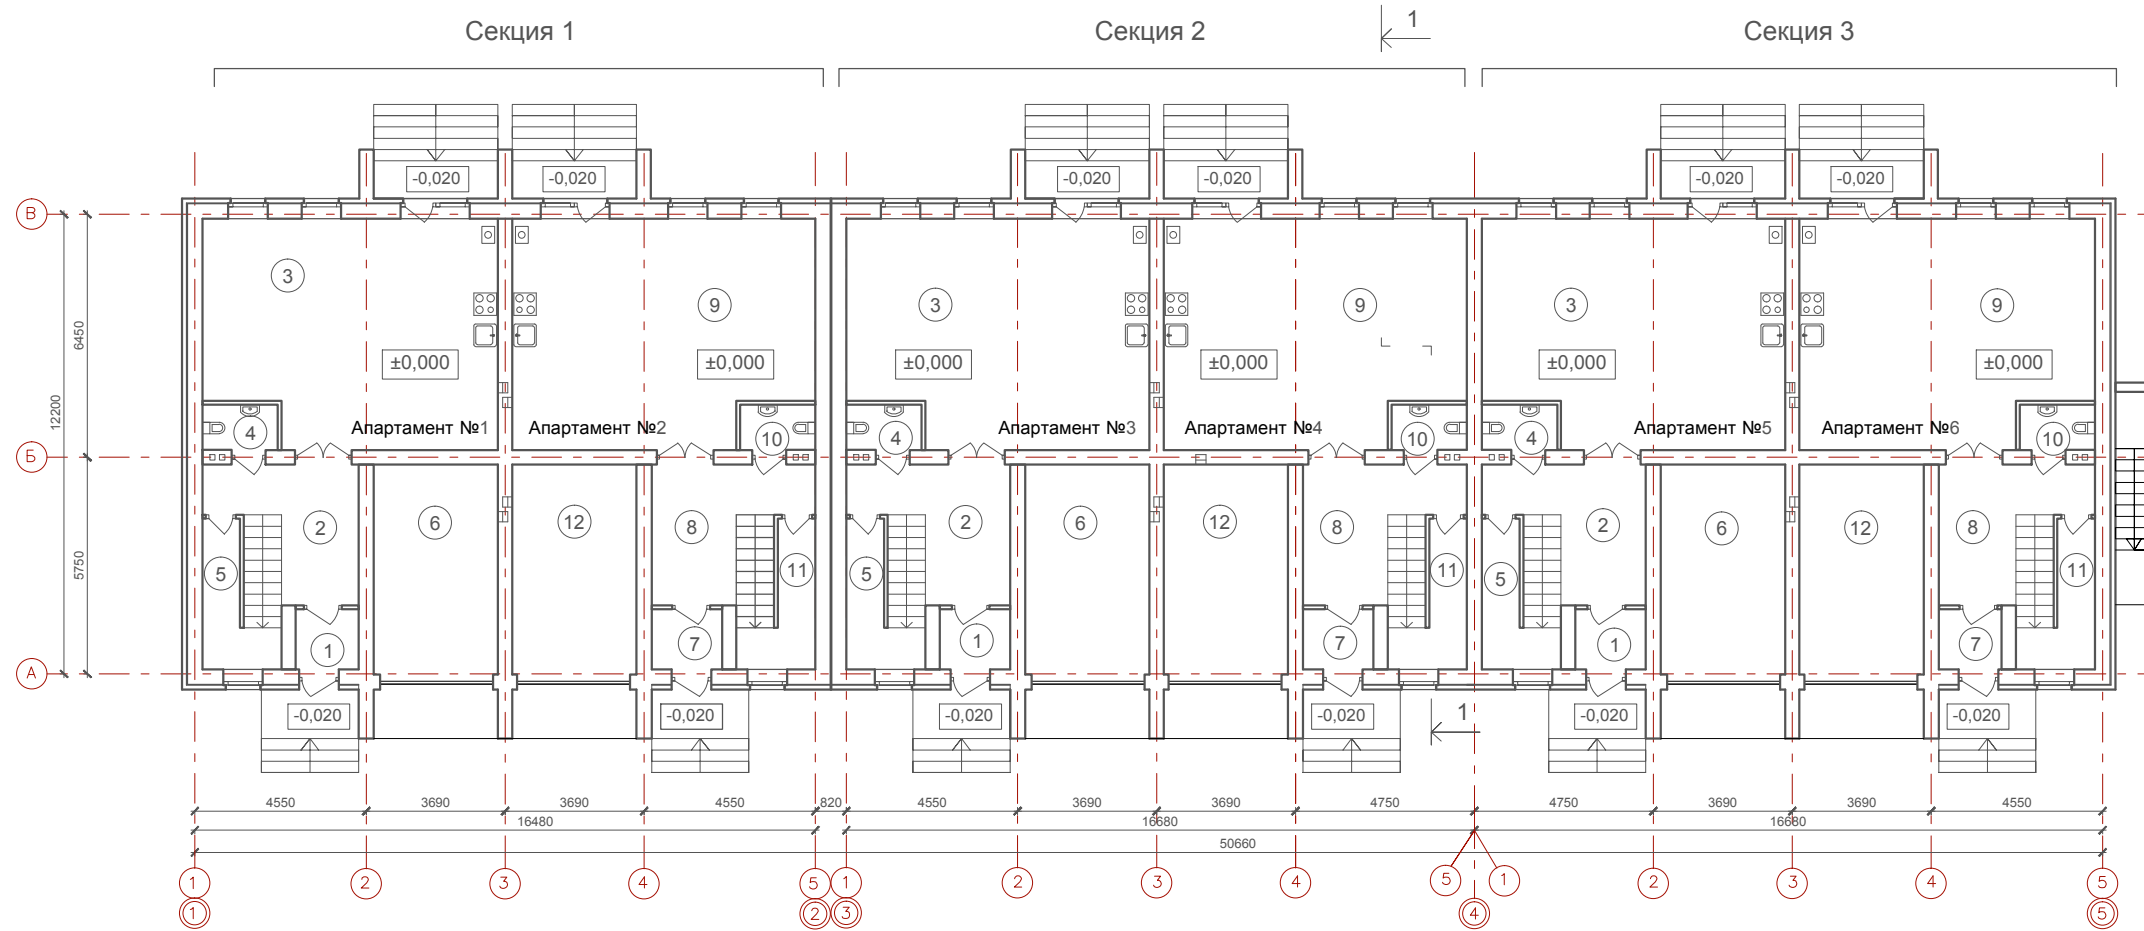 Секция 1 Секция 2 1 Секция 3
-0,020 -0,020 -0,020 -0,020 -0,020 -0,020
В
3 9 3 9 3 9
6450
±0,000 ±0,000 ±0,000 ±0,000 ±0,000 ±0,000
12200
4 Апартамент №1 Апартамент №2 10 4 Апартамент №3 Апартамент №4 10 4 Апартамент №5 Апартамент №6 10
Б
2 6 12 8 2 6 12 8 2 6 12 8
5750
5 11 5 11 5 11
1 7 1 7 1 7
А
-0,020 -0,020 -0,020 -0,020 1 -0,020 -0,020
4550 3690 3690 4550 820 4550 3690 3690 4750 4750 3690 3690 4550
16480 16680 16680
50660
1 2 3 4 5 1 2 3 4 5 1 2 3 4 5
1 2 3 4 5